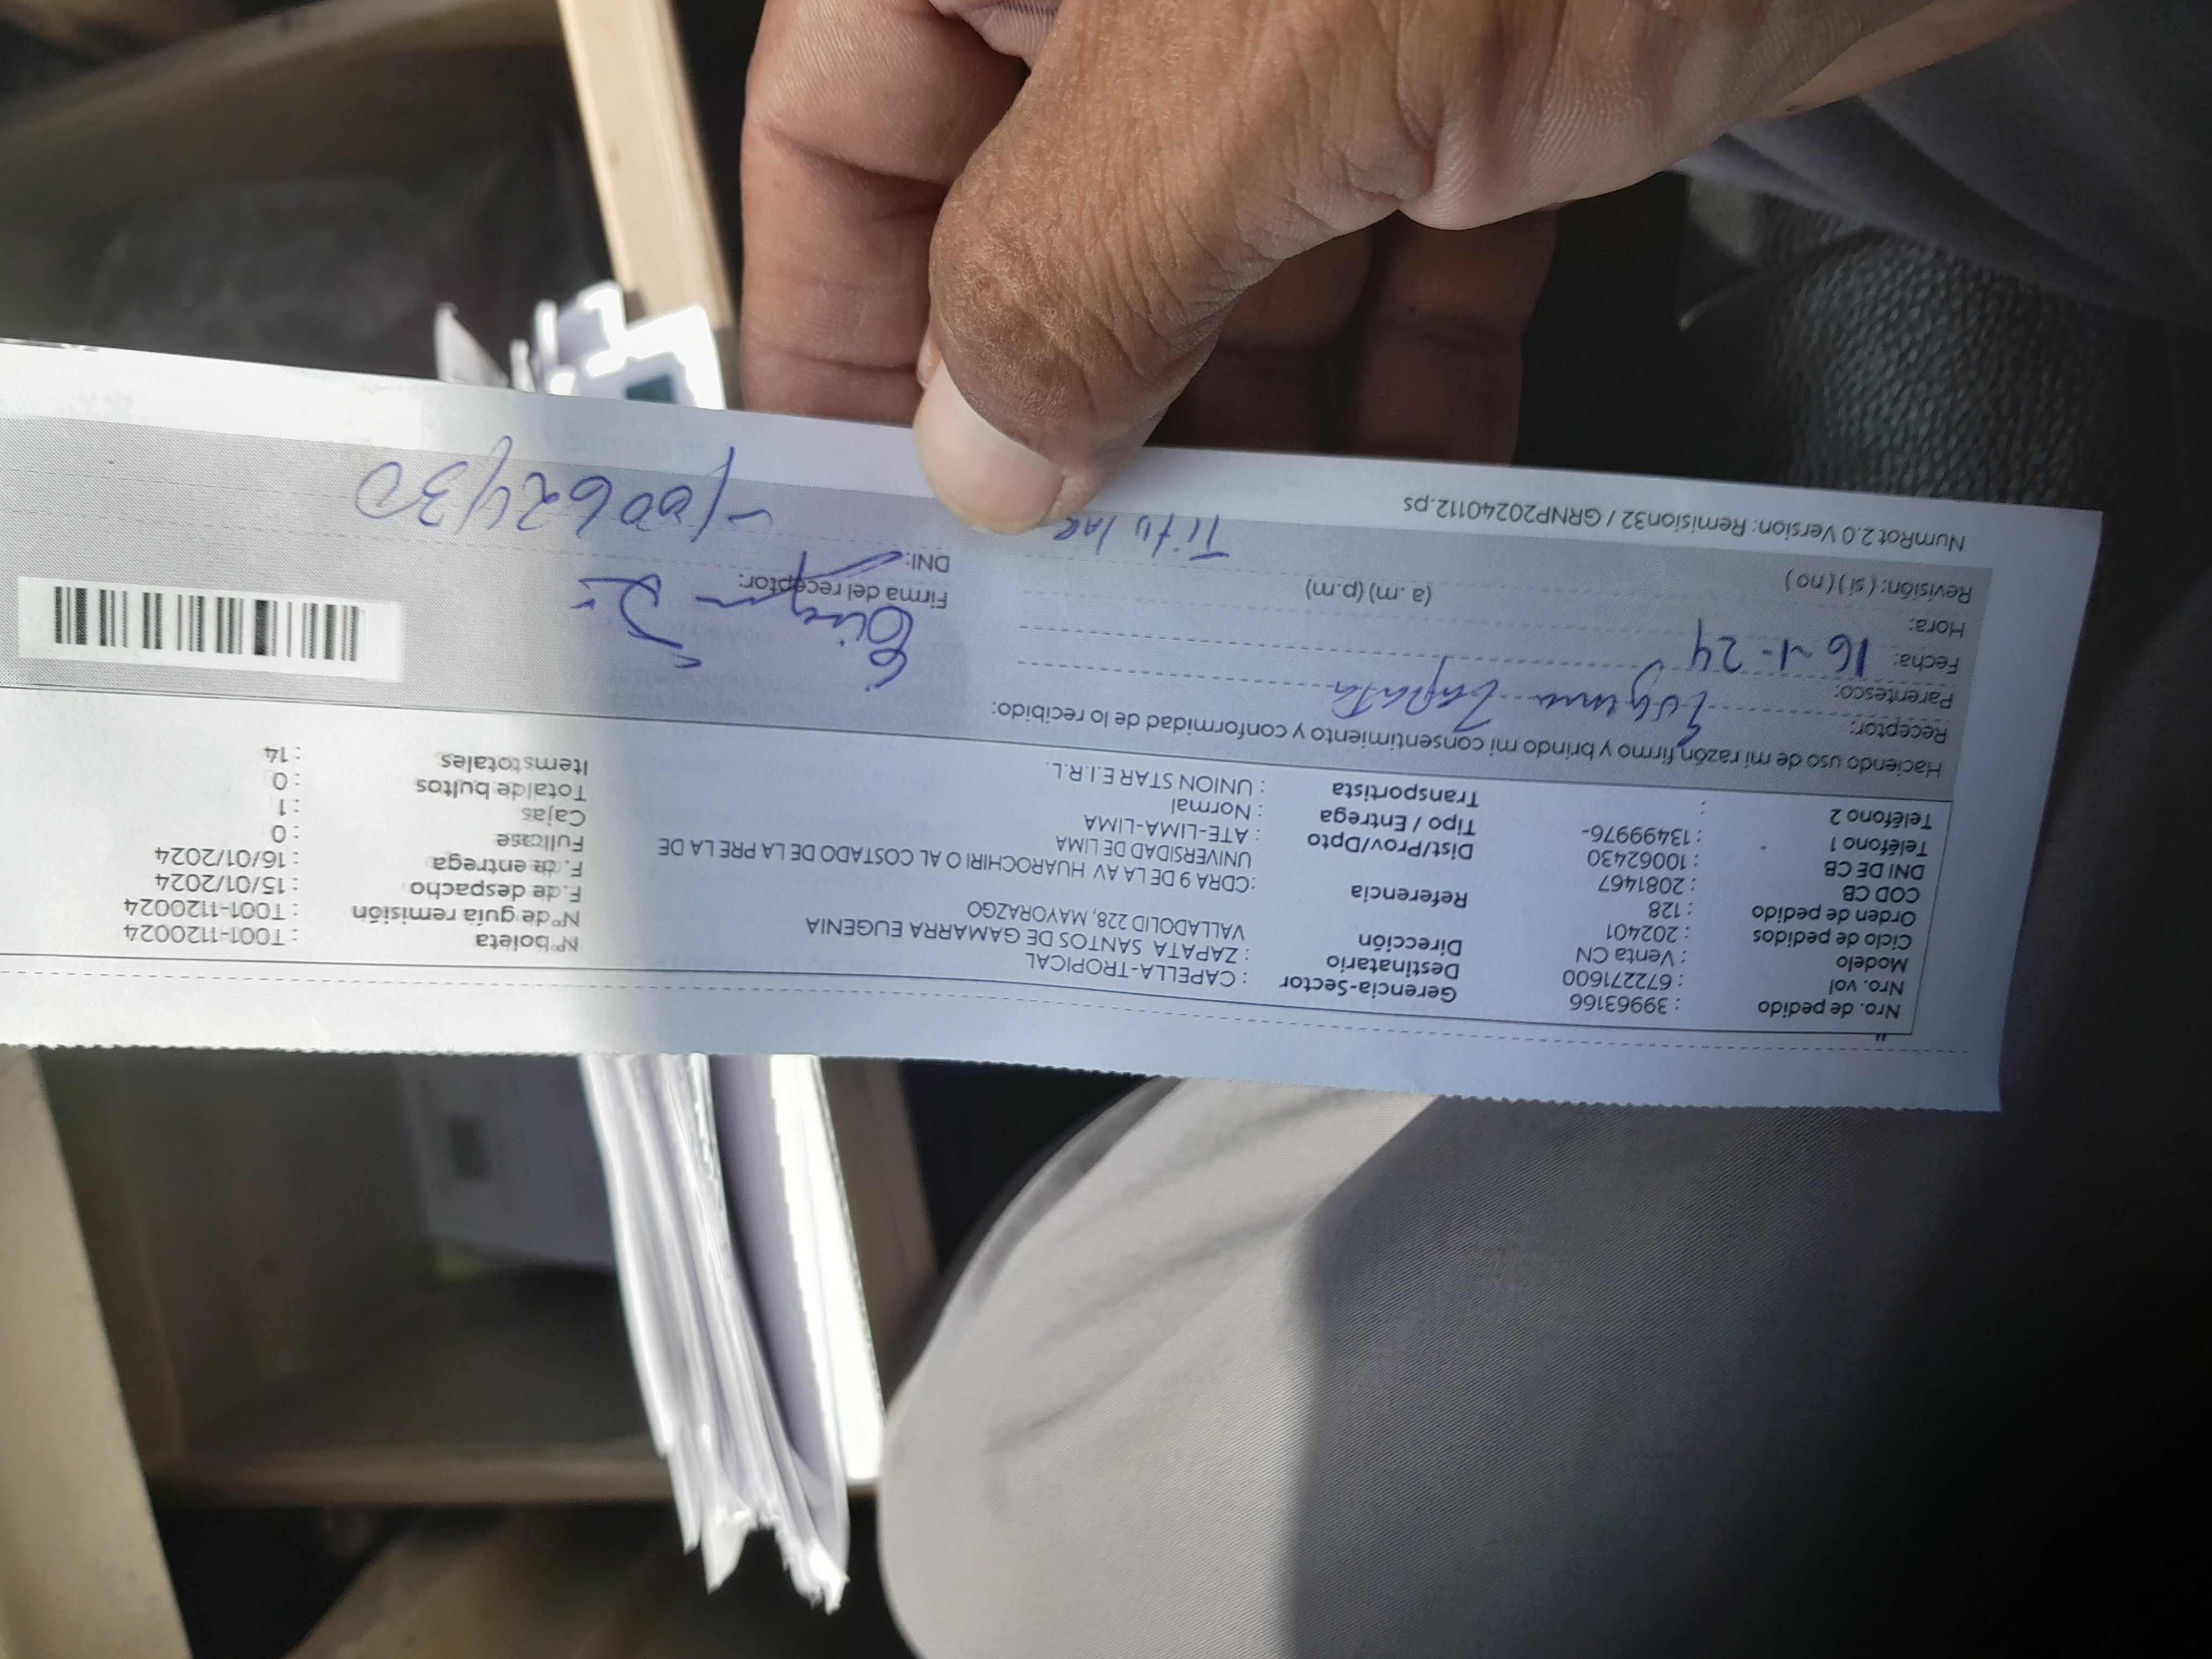 Nro. de pedido : 39963166 Gerencia-Sector : CAPELLA-TROPICAL Nº boleta : T001-1120024
Nro. vol : 672271600 Destinatario : ZAPATA SANTOS DE GAMARRA EUGENIA Nº de guía remisión : T001-1120024
Modelo : Venta CN Dirección VALLADOLID 228, MAYORAZGO F. de despacho : 15/01/2024
Ciclo de pedidos : 202401 F. de entrega : 16/01/2024
Orden de pedido : 128 Referencia : CDRA 9 DE LA AV HUAROCHIRI O AL COSTADO DE LA PRE LA DE Fullcase : 0
COD CB : 2081467 UNIVERSIDAD DE LIMA Cajas : 1
DNI DE CB : 10062430 Dist/Prov/Dpto : ATE-LIMA-LIMA Total de bultos : 0
Teléfono 1 : 13499976- Tipo / Entrega : Normal Items totales : 14
Teléfono 2 : Transportista : UNION STAR E.I.R.L.
Haciendo uso de mi razón firmo y brindo mi consentimiento y conformidad de lo recibido:
Receptor: Eugenia Zapata
Parentesco:
Fecha: 16-1-24
Hora: (a.m) (p.m) Firma del receptor:
Revisión: ( si ) ( no ) Titular DNI: 10062430
NumRot 2.0 Version: Remision32 / GRNP20240112.ps